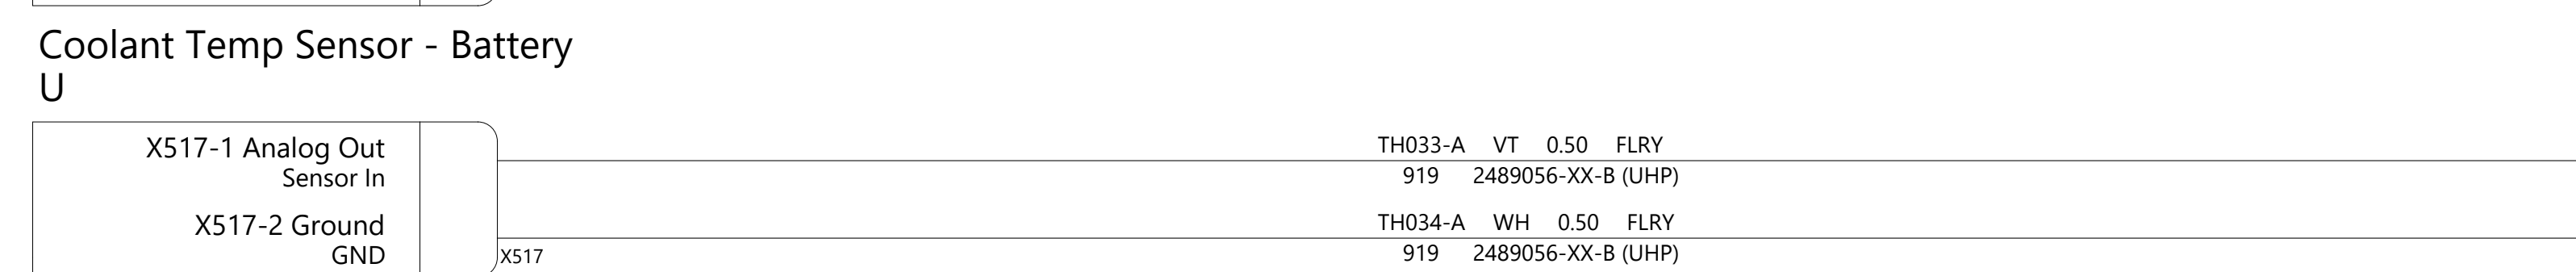 Coolant Temp Sensor - Battery
U
X517-1 Analog Out
Sensor In
TH033-A VT 0.50 FLRY
919 2489056-XX-B (UHP)
X517-2 Ground
GND
X517
TH034-A WH 0.50 FLRY
919 2489056-XX-B (UHP)